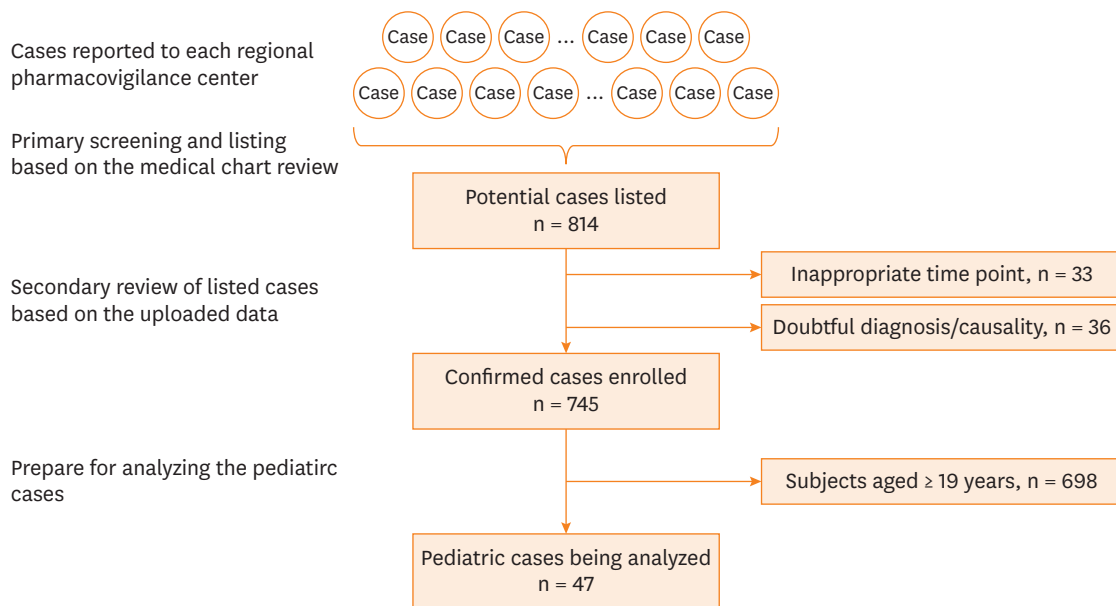 Cases reported to each regional
pharmacovigilance center
Case Case Case ... Case Case Case
Case Case Case Case ... Case Case Case
Primary screening and listing
based on the medical chart review
Potential cases listed
n = 814
Secondary review of listed cases
based on the uploaded data
Inappropriate time point, n = 33
Doubtful diagnosis/causality, n = 36
Confirmed cases enrolled
n = 745
Prepare for analyzing the pediatirc
cases
Subjects aged ≥ 19 years, n = 698
Pediatric cases being analyzed
n = 47